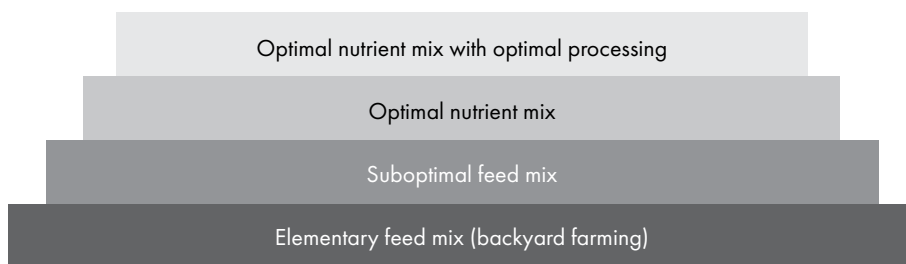 Optimal nutrient mix with optimal processing
Optimal nutrient mix
Suboptimal feed mix
Elementary feed mix (backyard farming)